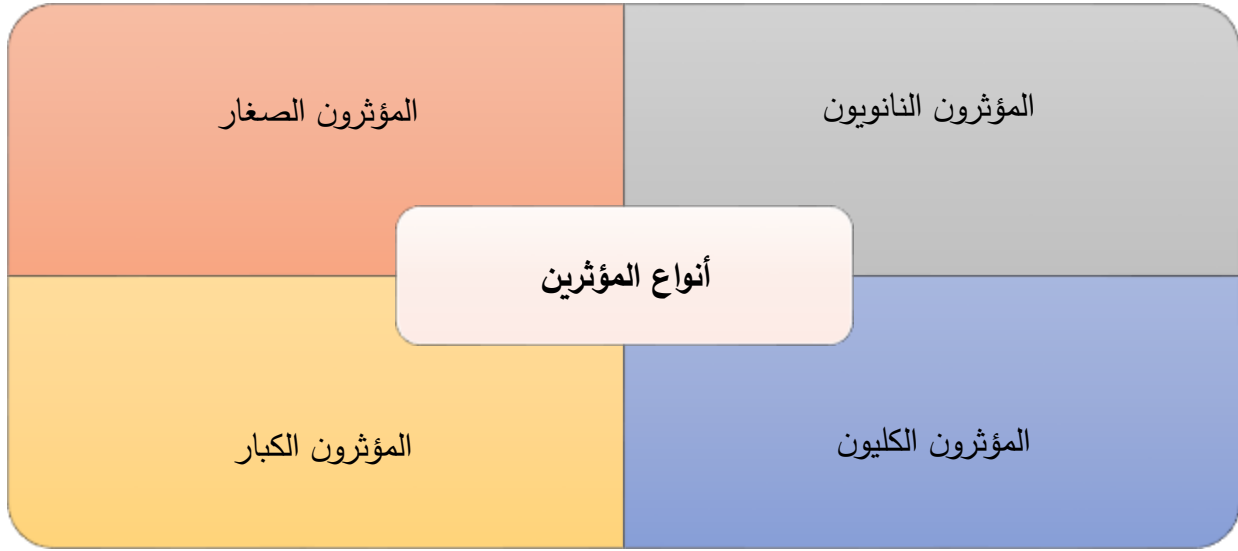 المؤثرون النانويون
المؤثرون الصغار
أنواع المؤثرين
المؤثرون الكليون
المؤثرون الكبار